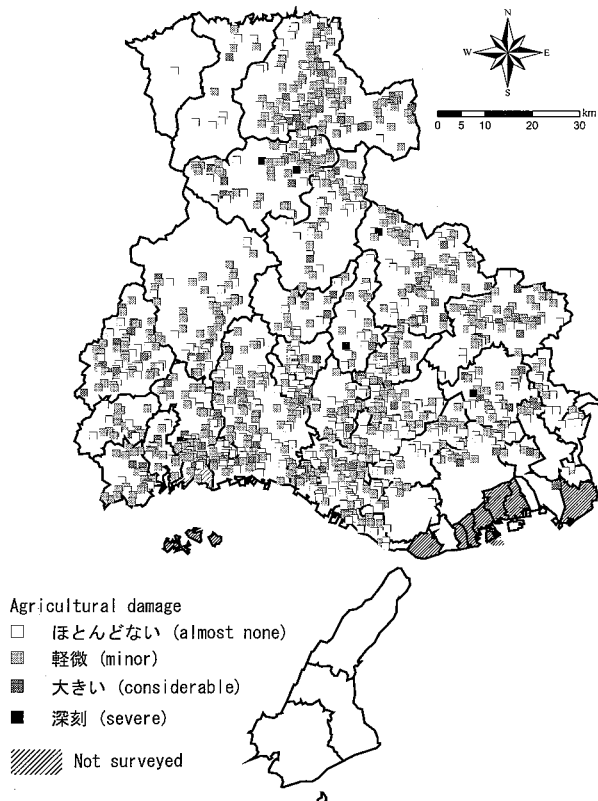 N
W E
S
km
0 5 10 20 30
Agricultural damage
ほとんどない (almost none)
軽微 (minor)
大きい (considerable)
深刻 (severe)
Not surveyed